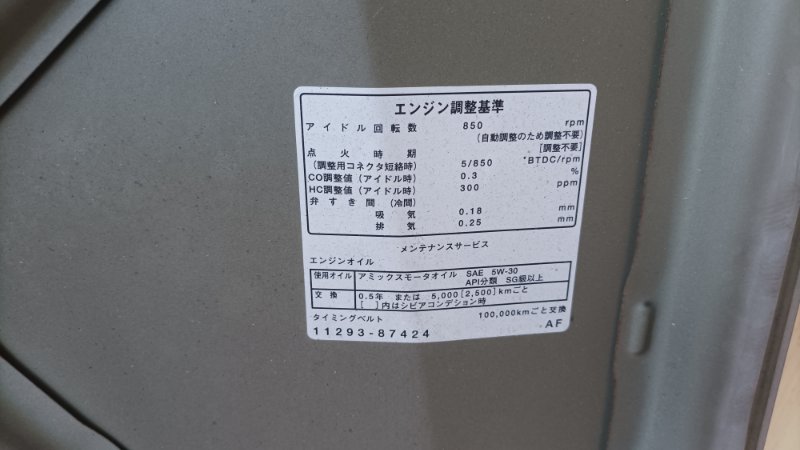 エンジン調整基準
アイドル回転数 850 rpm
(自動調整のため調整不要)
点火時期 [調整不要]
(調整用コネクタ短絡時) 5/850 °BTDC/rpm
CO調整値(アイドル時) 0.3 %
HC調整値(アイドル時) 300 ppm
弁すき間(冷間)
吸気 0.18 mm
排気 0.25 mm
メンテナンスサービス
エンジンオイル
使用オイル アミックスモータオイル SAE 5W-30
API分類 SG級以上
交換 0.5年 または 5,000[2,500]kmごと
[ ]内はシビアコンデション時
タイミングベルト 100,000kmごと交換
11293-87424 AF